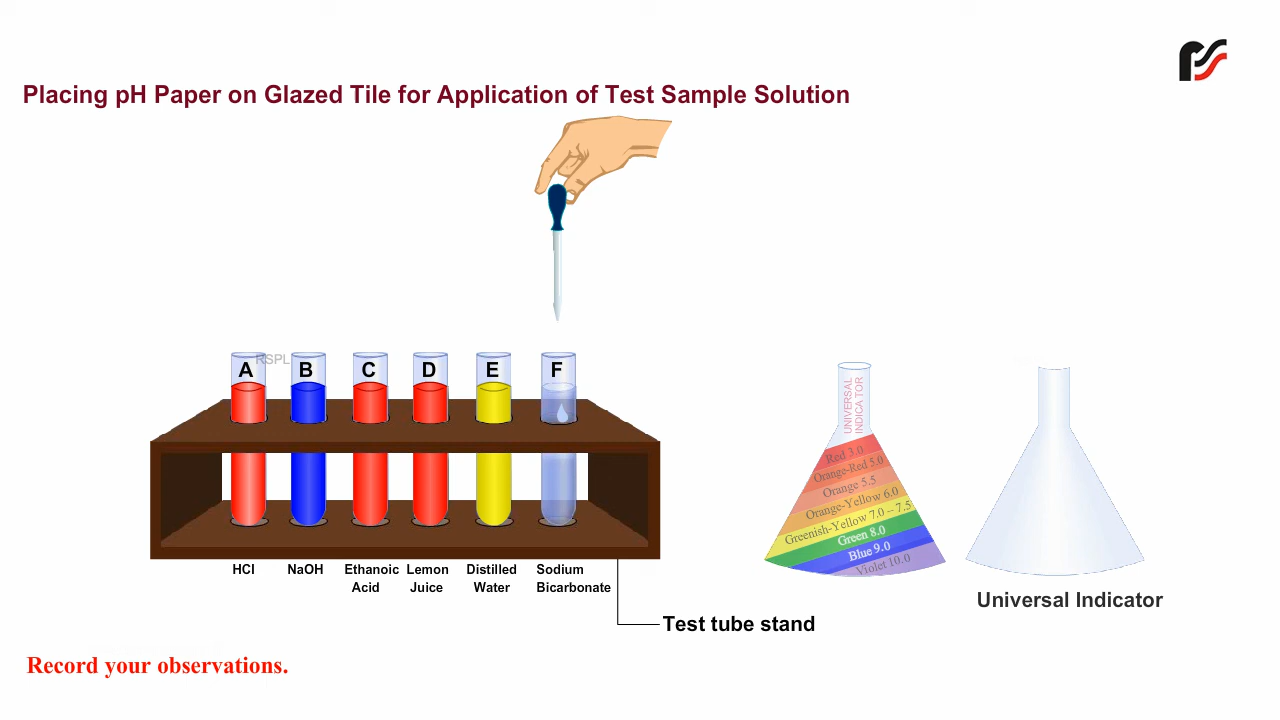 Placing pH Paper on Glazed Tile for Application of Test Sample Solution
RSPL
A B C D E F
UNIVERSAL
INDICA TOR
Red 3.0
Orange-Red 5.0
Orange 5.5
Orange-Yellow 6.0
Greenish-Yellow 7.0 – 7.5
Green 8.0
Blue 9.0
Violet 10.0
HCl NaOH Ethanoic Lemon Distilled Sodium
Acid Juice Water Bicarbonate
Universal Indicator
Test tube stand
Record your observations.